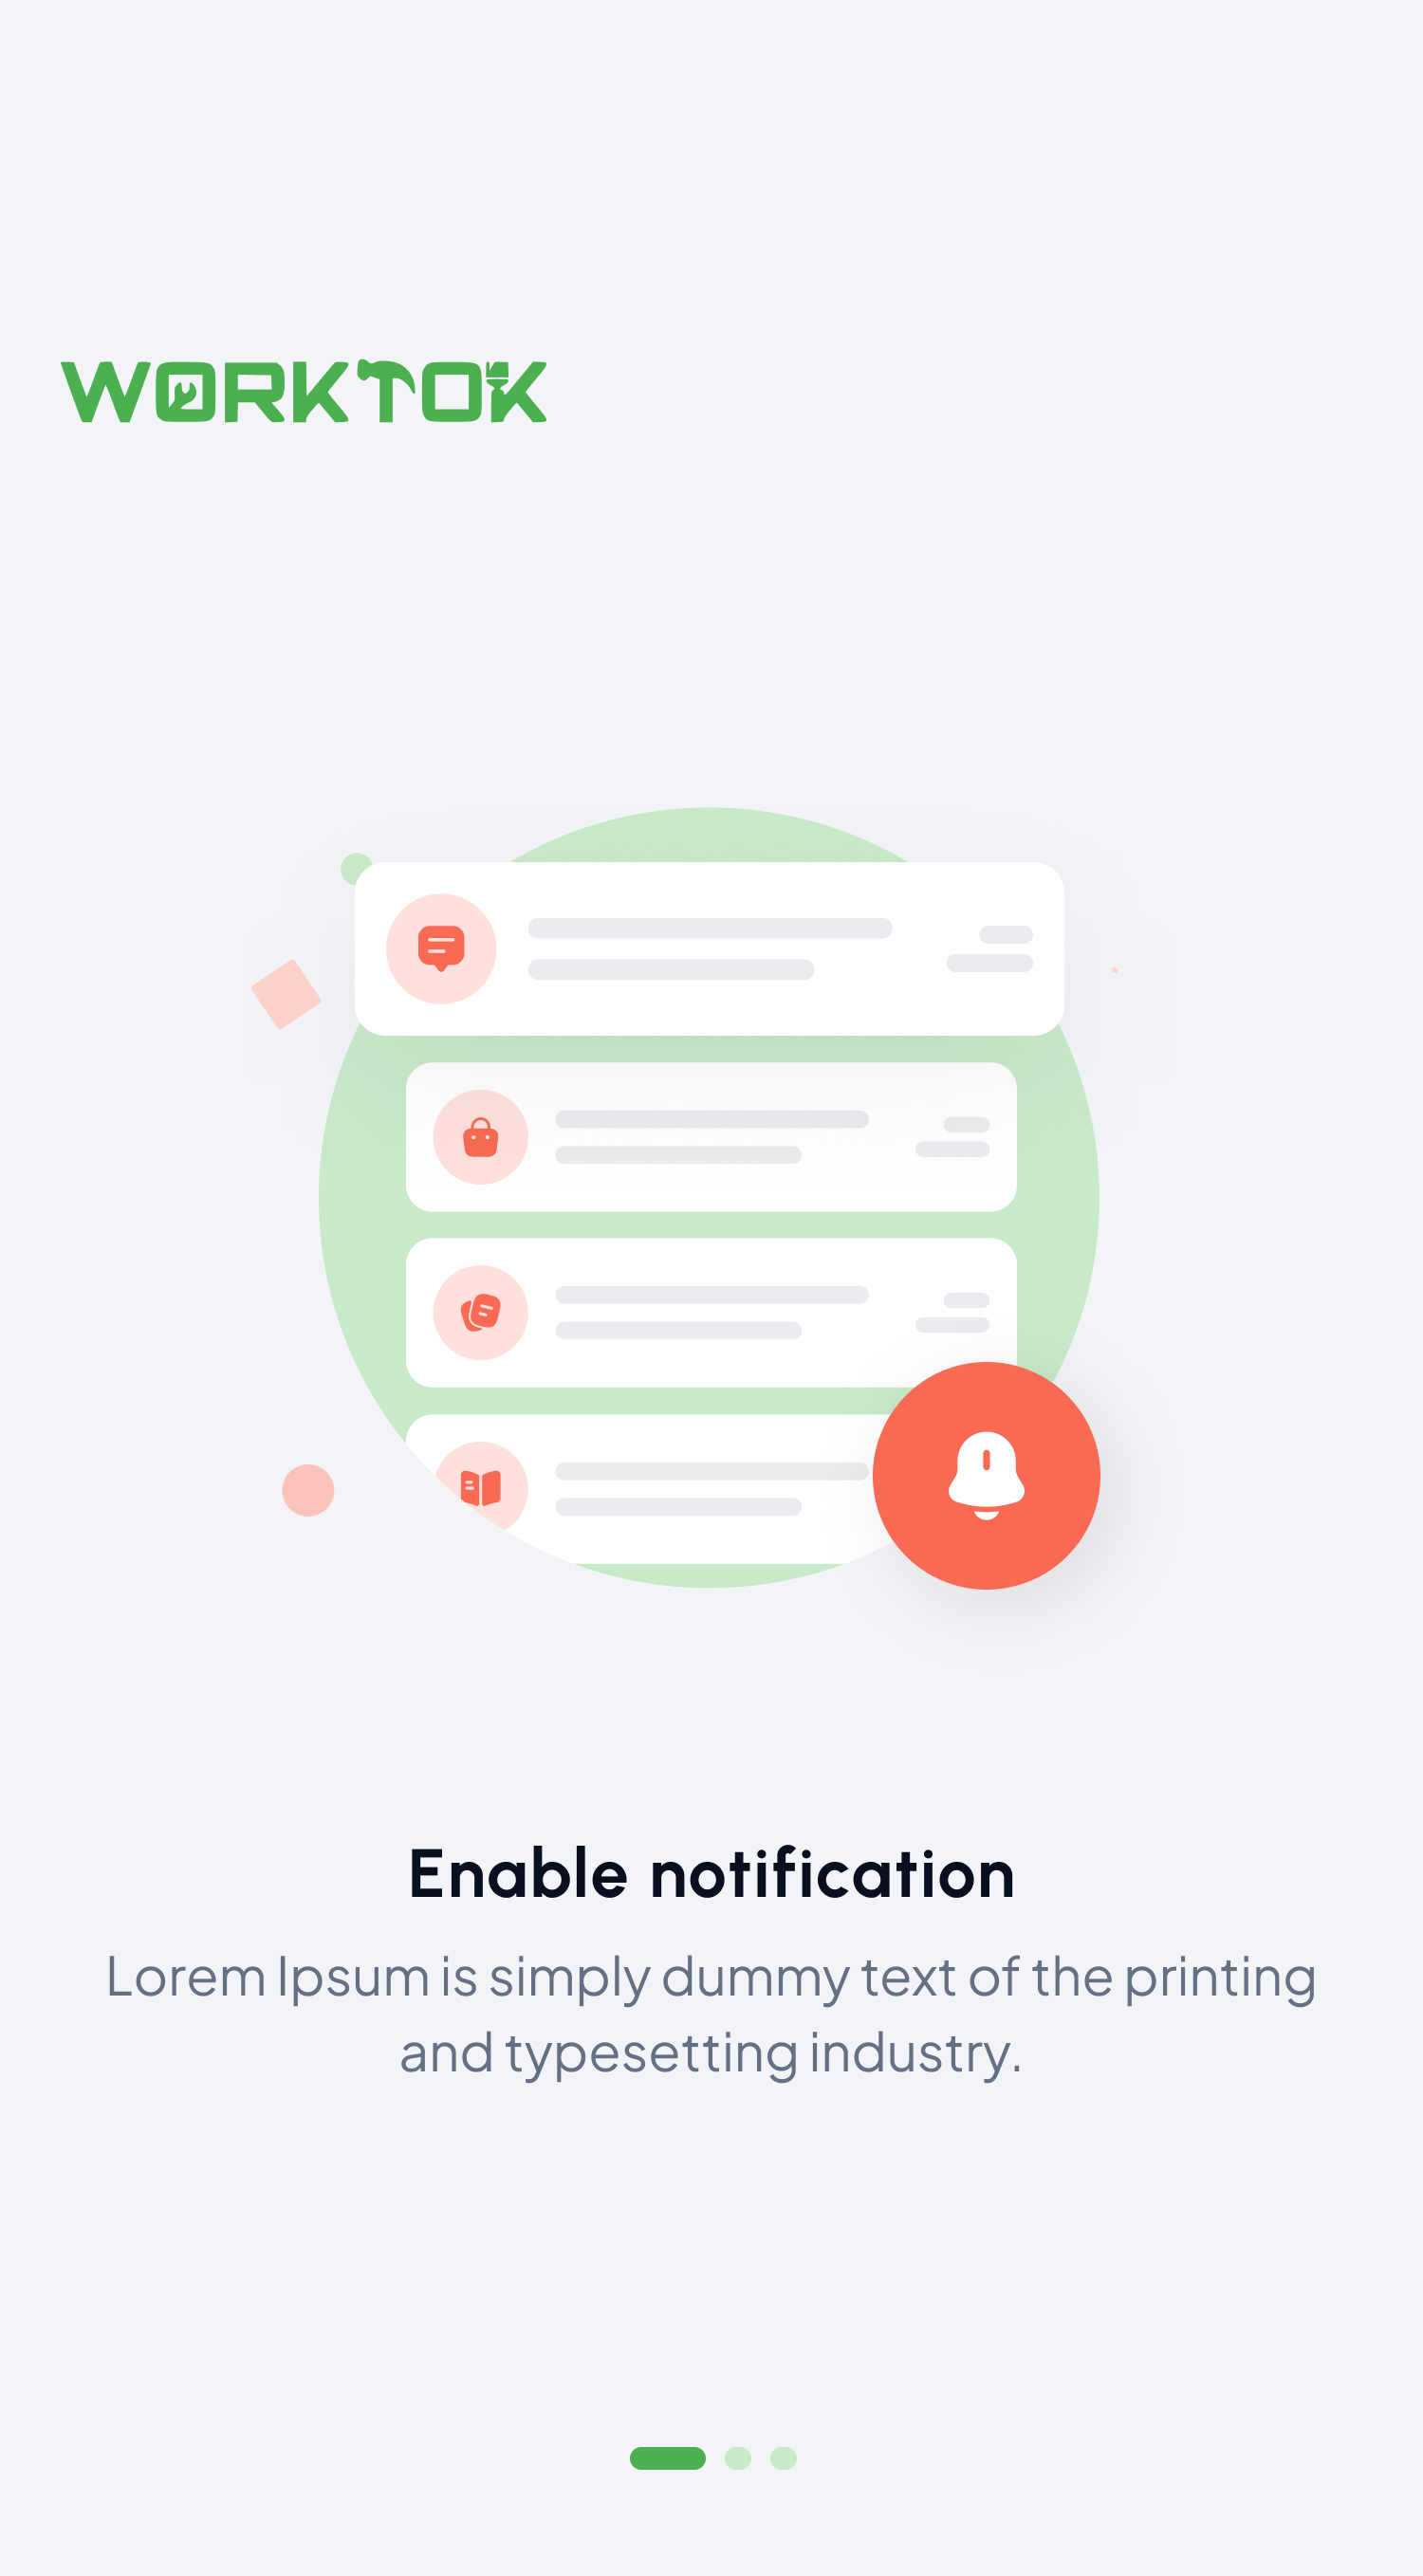 WORKTOK
Enable notification
Lorem Ipsum is simply dummy text of the printing
and typesetting industry.